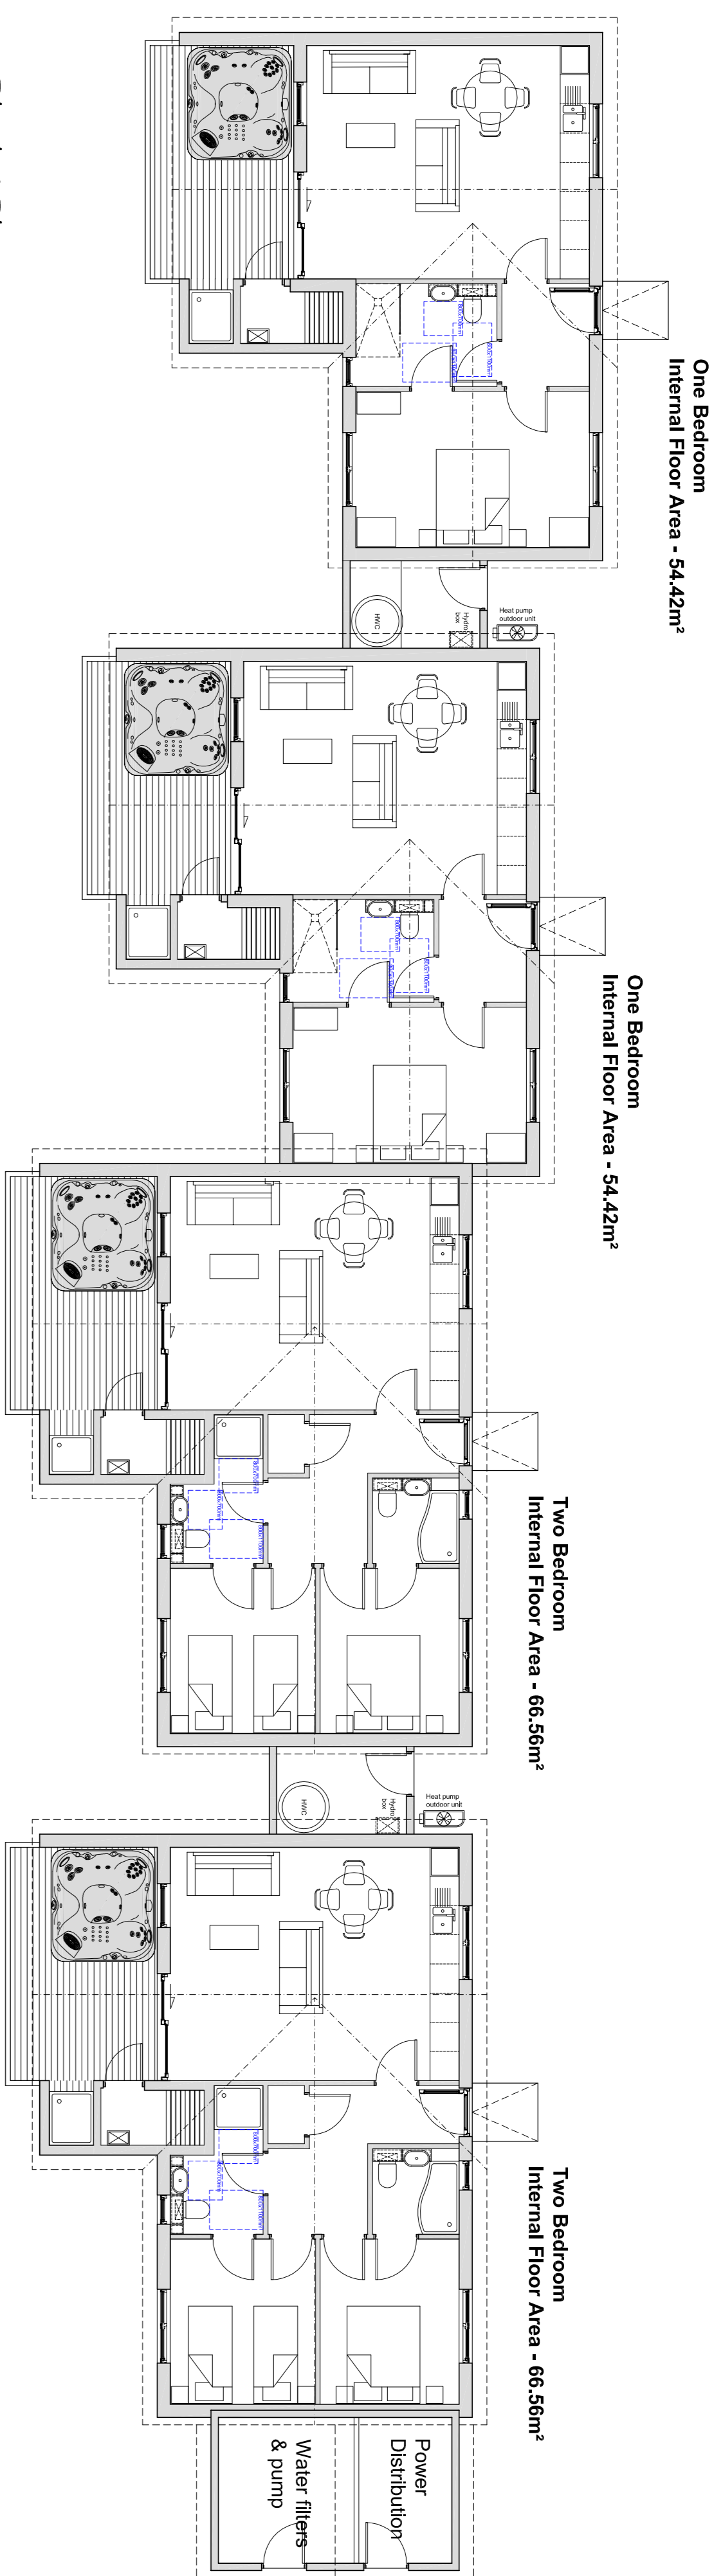 One Bedroom
Internal Floor Area - 54.42m²
HWC
Hydro
box
Heat pump
outdoor unit
One Bedroom
Internal Floor Area - 54.42m²
Two Bedroom
Internal Floor Area - 66.56m²
HWC
Hydro
box
Heat pump
outdoor unit
Two Bedroom
Internal Floor Area - 66.56m²
Power
Distribution
Water filters
& pump